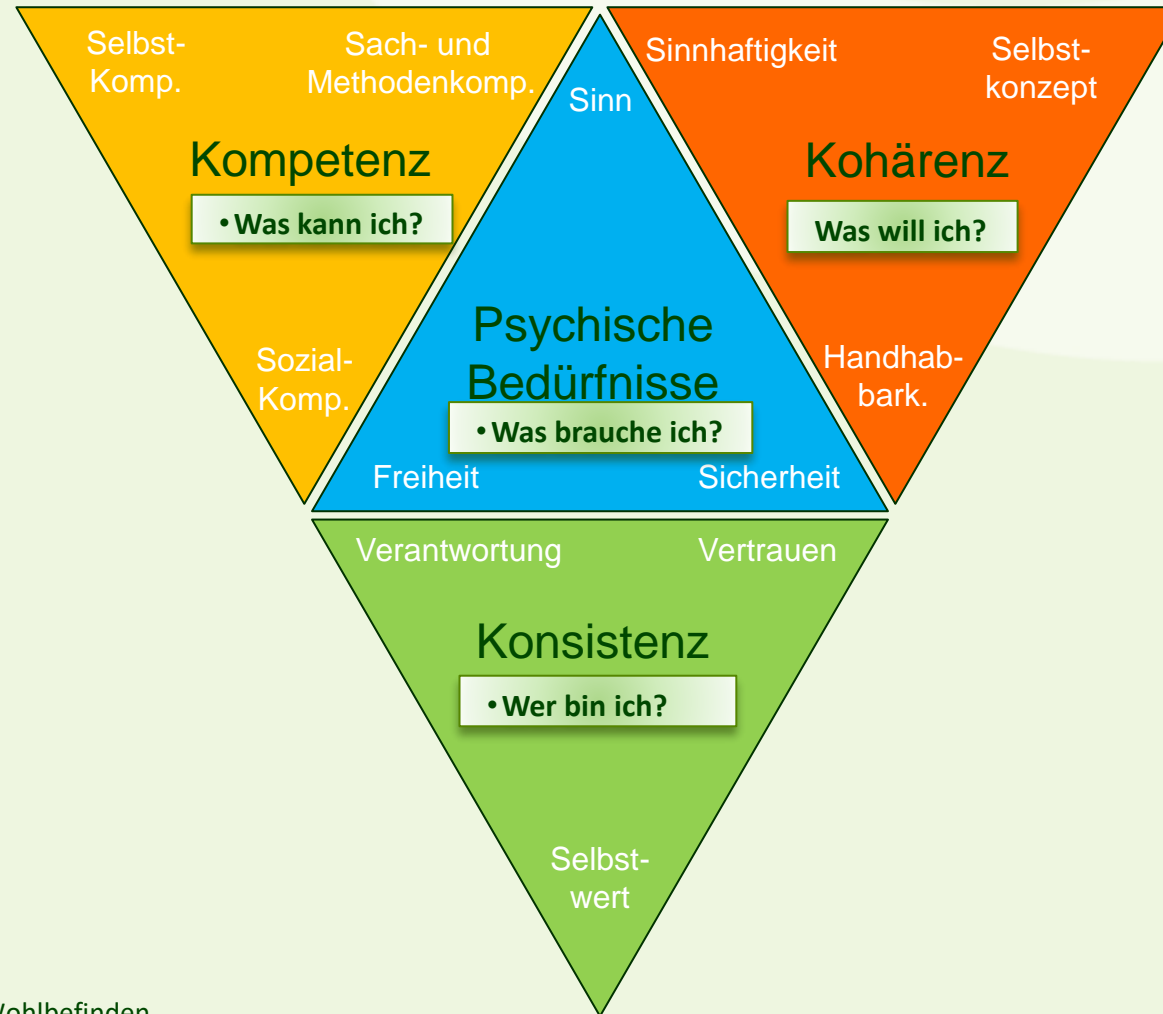 Selbst-
Komp.
Sach- und
Methodenkomp.
Kompetenz
• Was kann ich?
Sozial-
Komp.
Sinn
Psychische
Bedürfnisse
• Was brauche ich?
Freiheit
Sicherheit
Sinnhaftigkeit
Selbst-
konzept
Kohärenz
Was will ich?
Handhab-
bark.
Verantwortung
Vertrauen
Konsistenz
• Wer bin ich?
Selbst-
wert